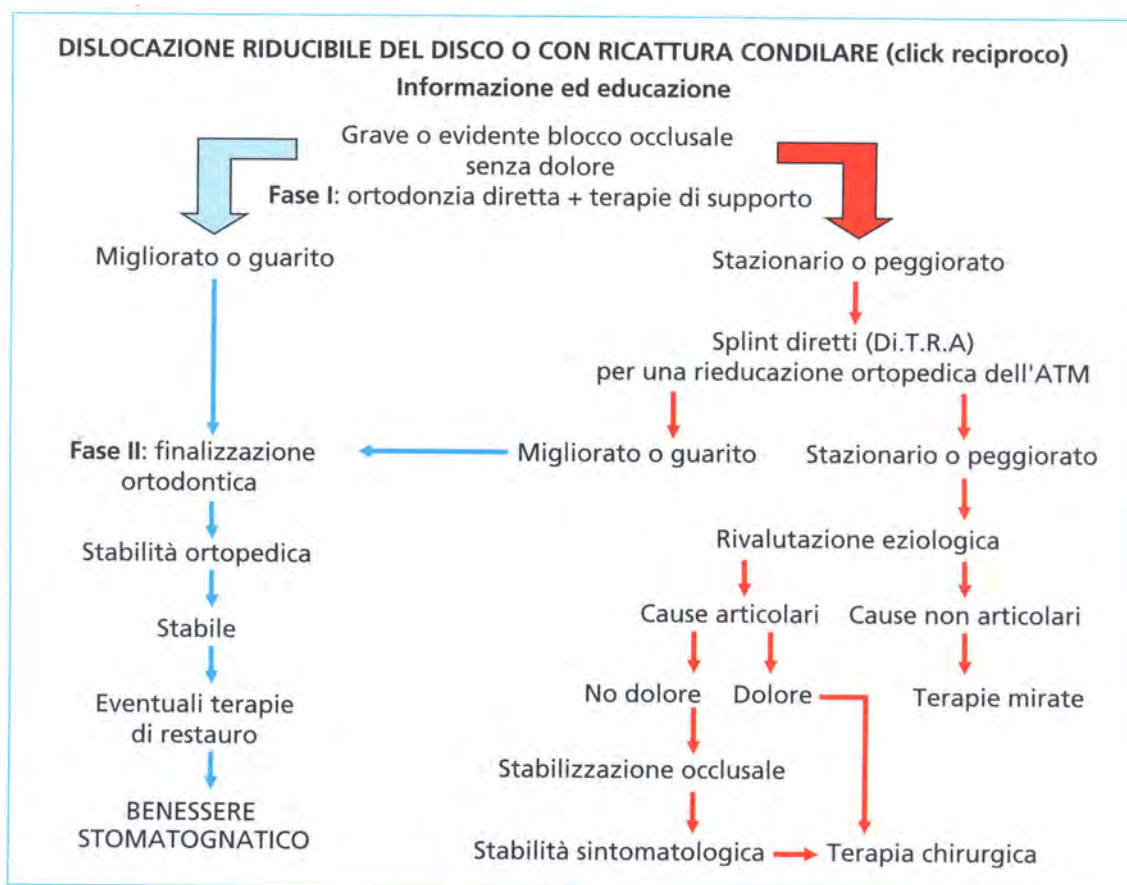 DISLOCAZIONE RIDUCIBILE DEL DISCO O CON RICATTURA CONDILARE (click reciproco)
Informazione ed educazione
Grave o evidente blocco occlusale
senza dolore
Fase I: ortodonzia diretta + terapie di supporto
Migliorato o guarito
Stazionario o peggiorato
Splint diretti (Di.T.R.A)
per una rieducazione ortopedica dell'ATM
Fase II: finalizzazione
ortodontica
Migliorato o guarito
Stazionario o peggiorato
Rivalutazione eziologica
Stabilità ortopedica
Cause articolari
Cause non articolari
Stabile
No dolore
Dolore
Terapie mirate
Eventuali terapie
di restauro
Stabilizzazione occlusale
BENESSERE
STOMATOGNATICO
Stabilità sintomatologica
Terapia chirurgica